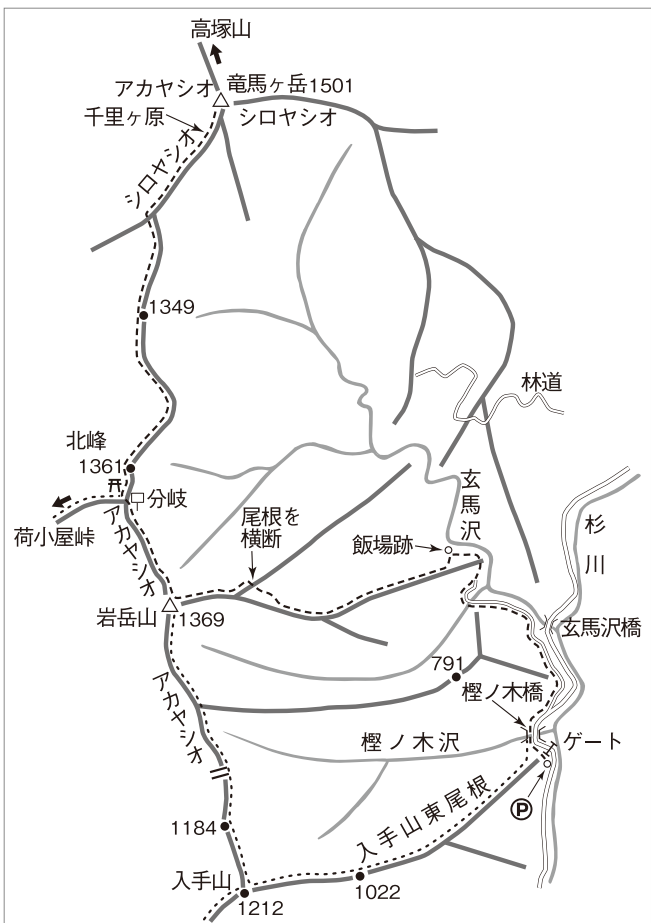 高塚山
アカヤシオ
竜馬ヶ岳1501
千里ヶ原
シロヤシオ
シロヤシオ
1349
林道
北峰
1361
分岐
荷小屋峠
アカヤシオ
尾根を
横断
飯場跡
玄馬沢
杉川
岩岳山
1369
玄馬沢橋
791
樫ノ木橋
アカヤシオ
樫ノ木沢
ゲート
P
入手山東尾根
1184
入手山
1212
1022